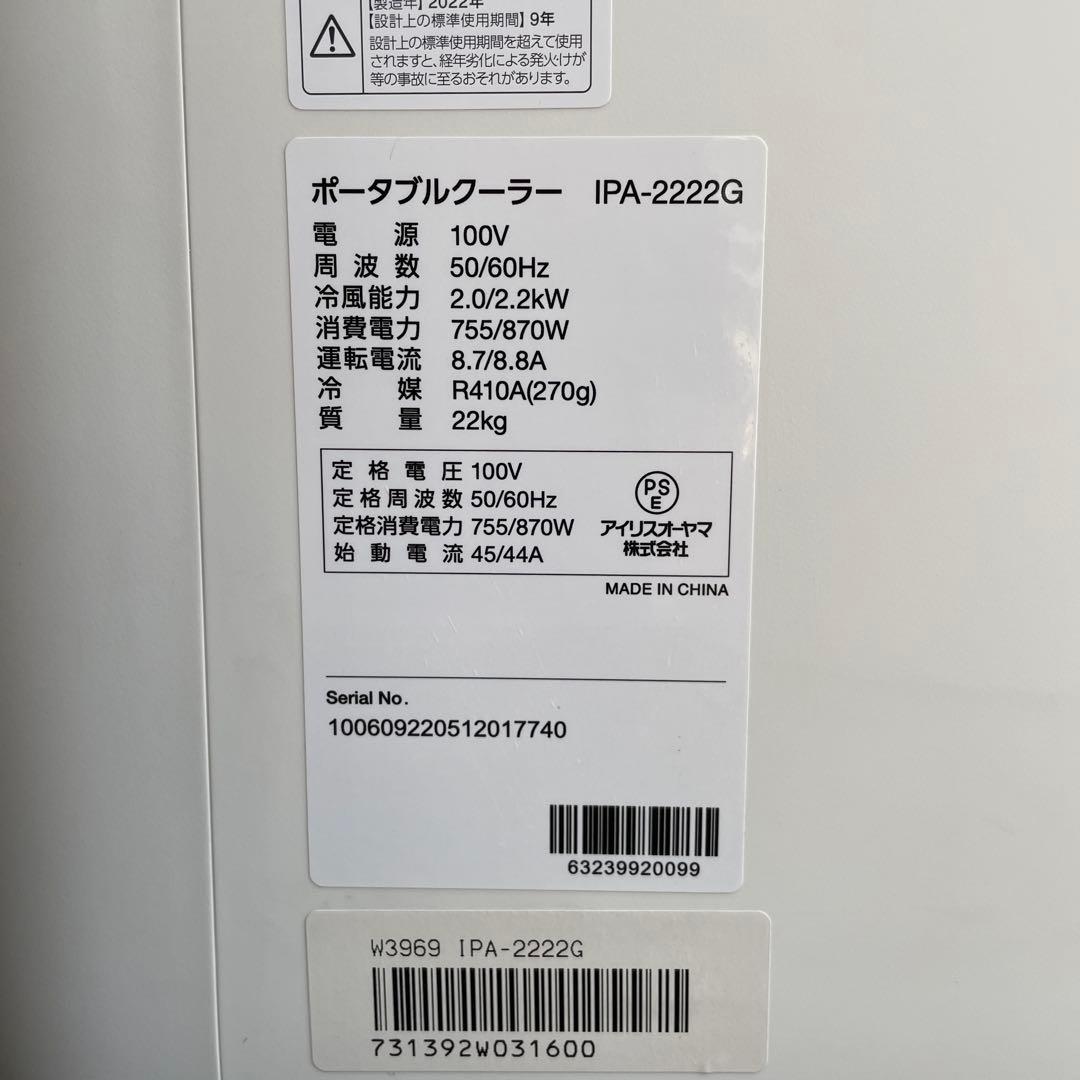 【製造年】2022年
【設計上の標準使用期間】9年
設計上の標準使用期間を超えて使用
されますと、経年劣化による発火・けが
等の事故に至るおそれがあります。
ポータブルクーラー IPA-2222G
電源 100V
周波数 50/60Hz
冷風能力 2.0/2.2kW
消費電力 755/870W
運転電流 8.7/8.8A
冷媒 R410A(270g)
質量 22kg
定格電圧 100V
定格周波数 50/60Hz
定格消費電力 755/870W
始動電流 45/44A
PSE
アイリスオーヤマ
株式会社
MADE IN CHINA
Serial No.
100609220512017740
63239920099
W3969 IPA-2222G
731392W031600